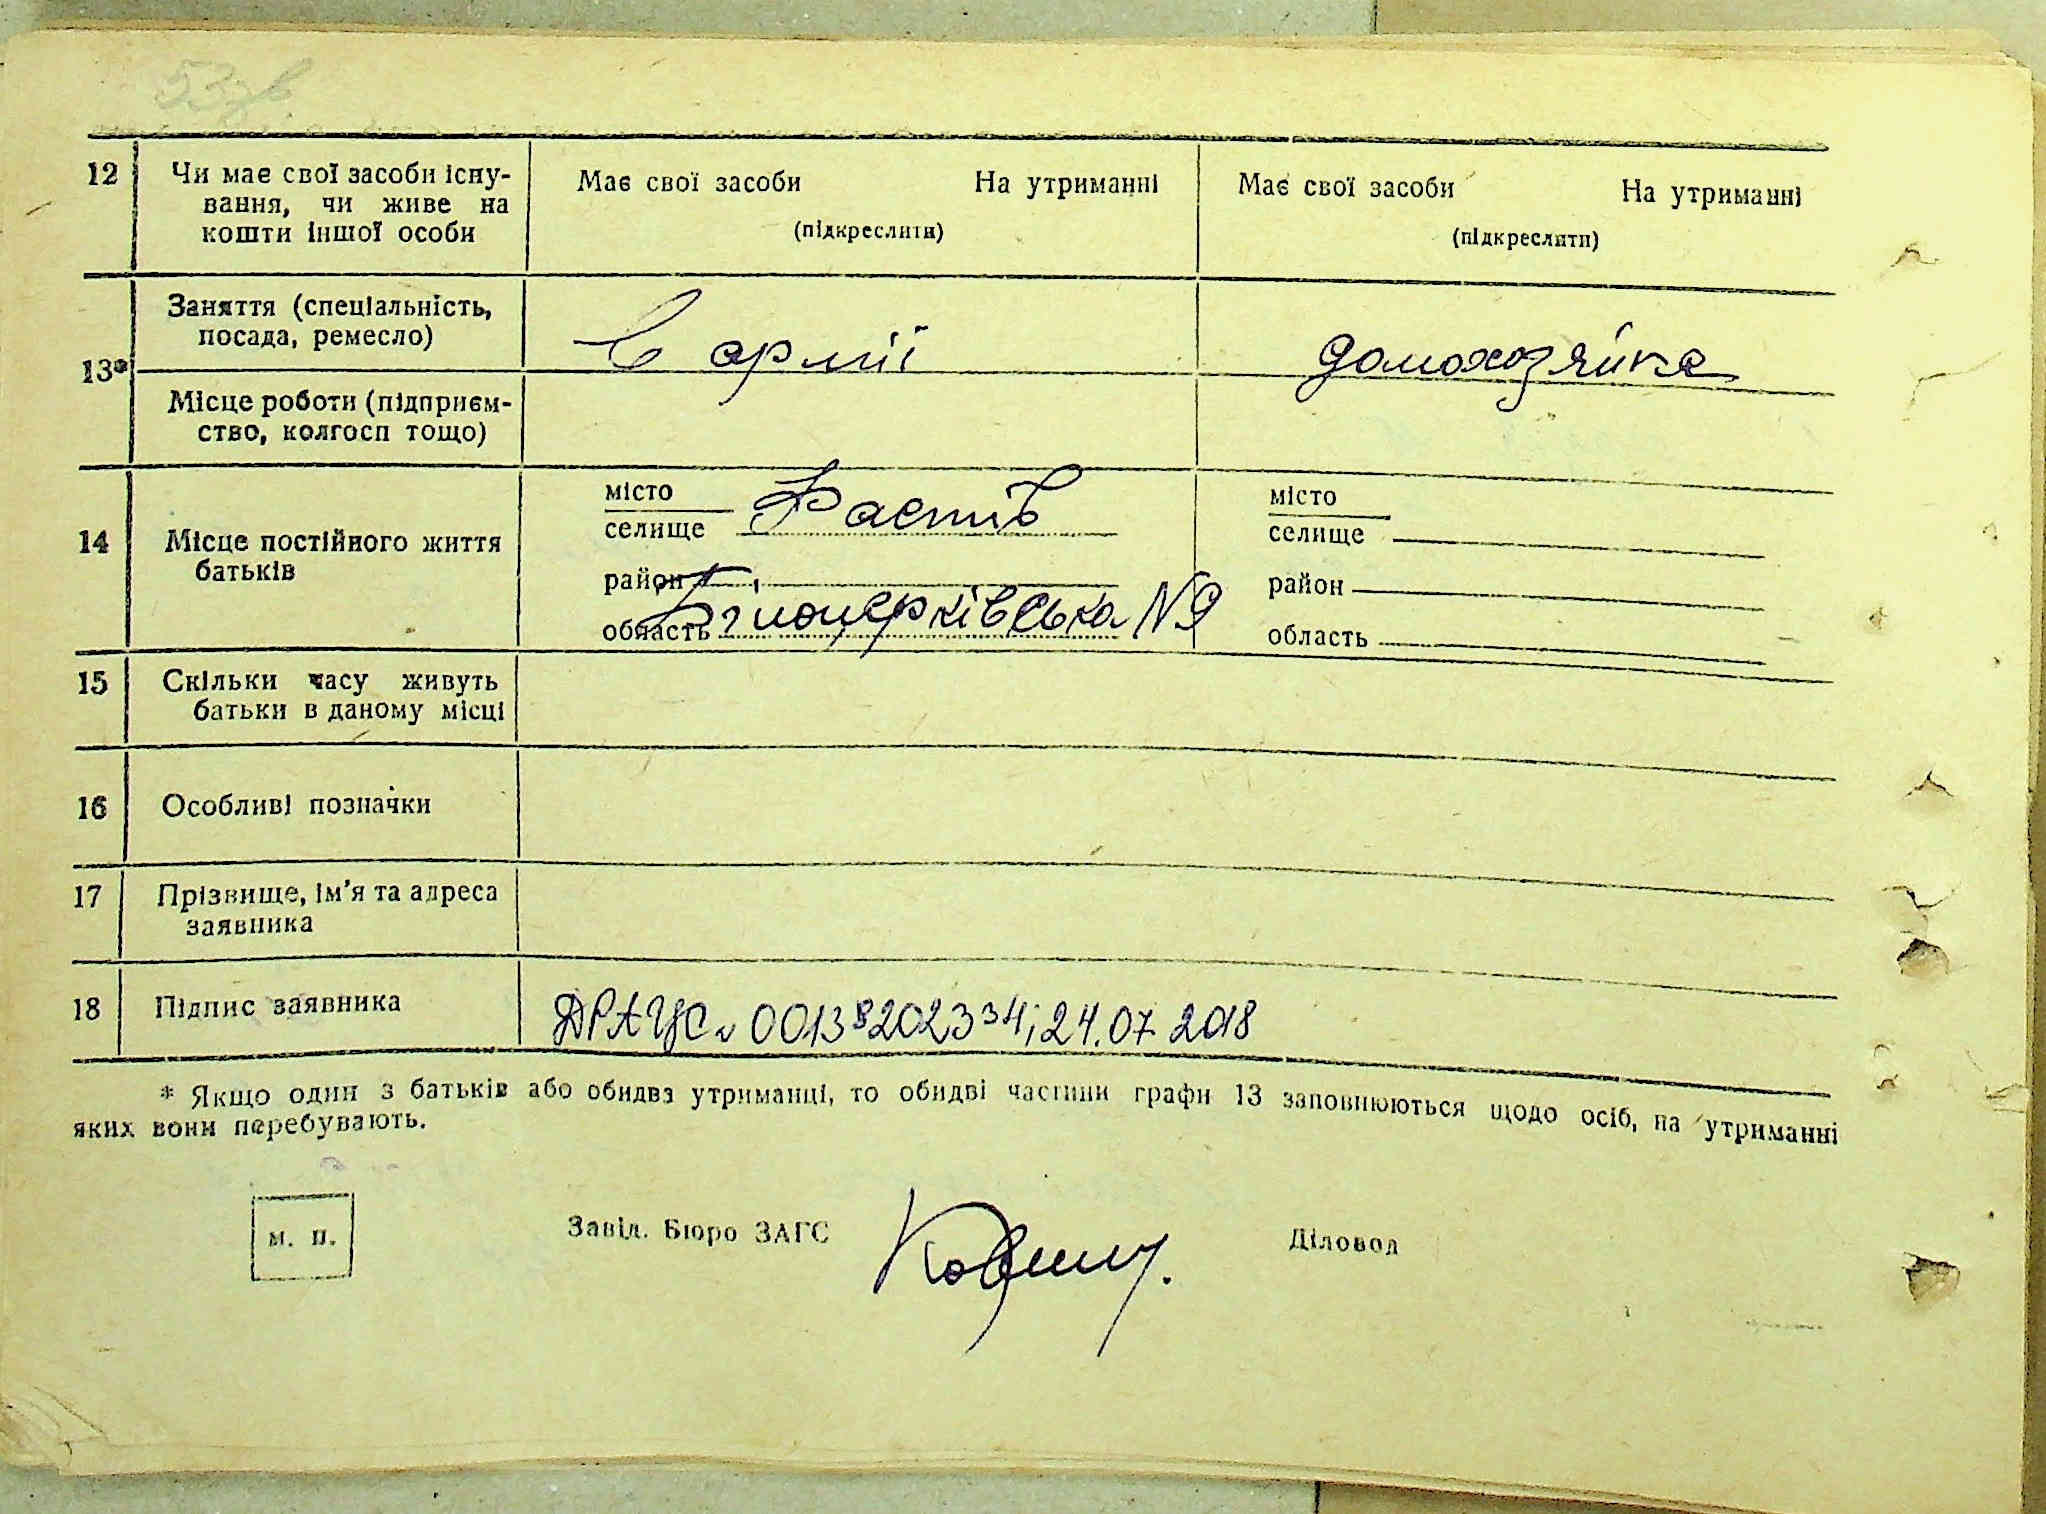 53зв
12 Чи має свої засоби існу-
вання, чи живе на
кошти іншої особи
Має свої засоби На утриманні
(підкреслити)
Має свої засоби На утриманні
(підкреслити)
13*
Заняття (спеціальність,
посада, ремесло)
в армії
домохозяйка
Місце роботи (підприєм-
ство, колгосп тощо)
14 Місце постійного життя
батьків
місто
селище Фастів
район
область Білоцерківська N9
місто
селище
район
область
15 Скільки часу живуть
батьки в даному місці
16 Особливі позначки
17 Прізвище, ім'я та адреса
заявника
18 Підпис заявника
ДРАЦС 00138202334; 24.07 2018
* Якщо один з батьків або обидва утриманці, то обидві частини графи 13 заповнюються щодо осіб, на утриманні
яких вони перебувають.
м. п.
Завід. Бюро ЗАГС
Діловод